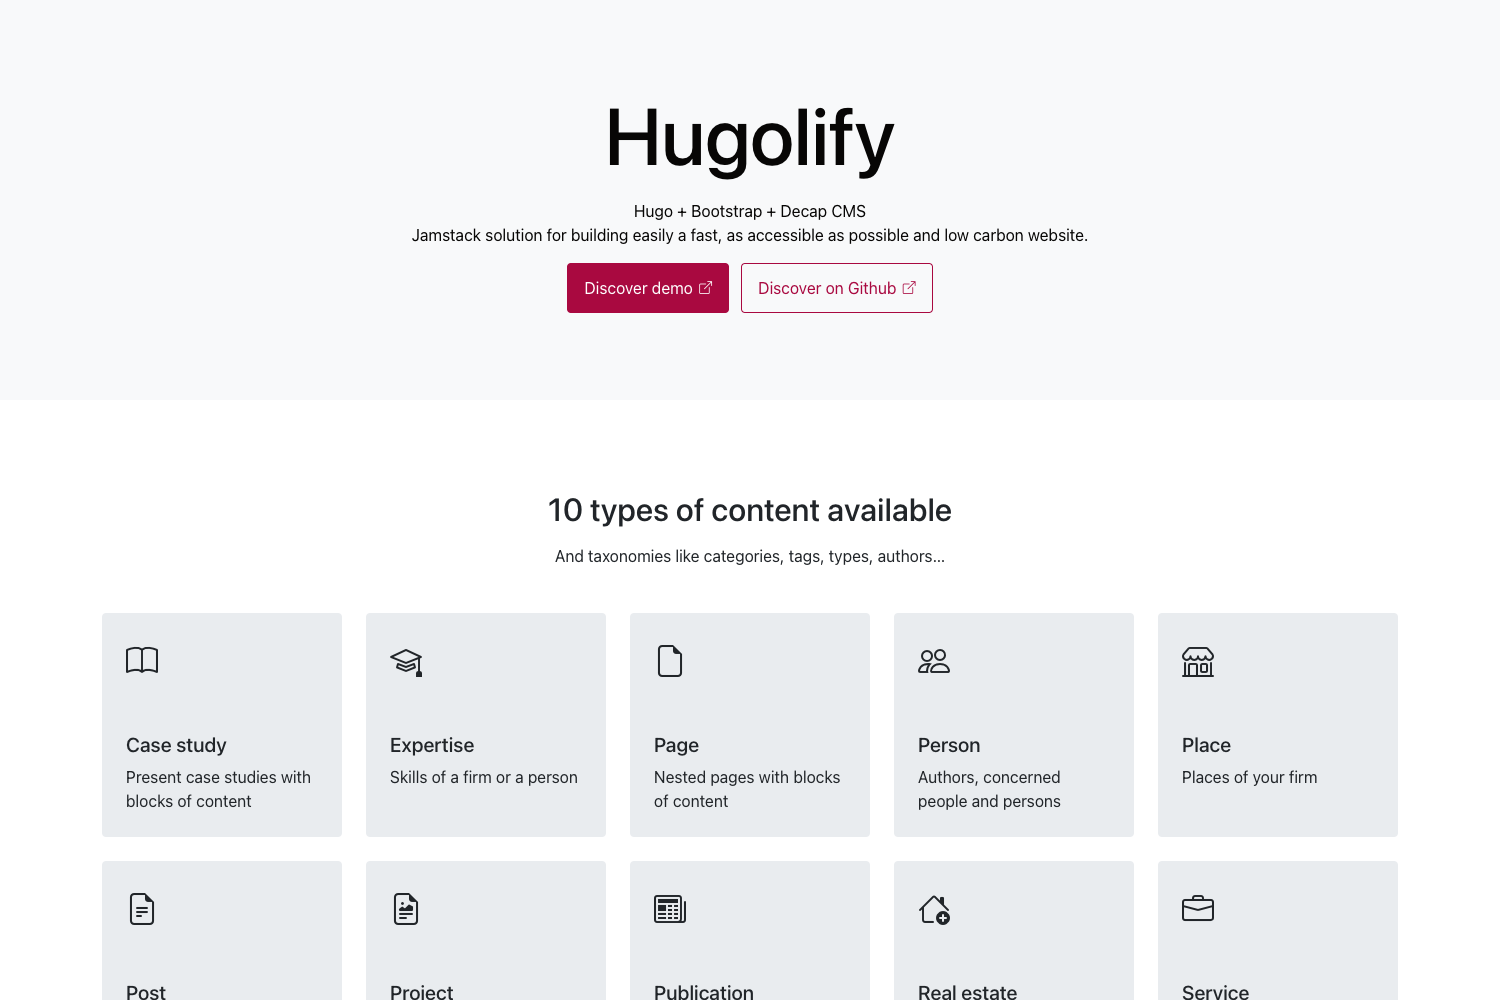 Hugolify
Hugo + Bootstrap + Decap CMS
Jamstack solution for building easily a fast, as accessible as possible and low carbon website.
Discover demo
Discover on Github
10 types of content available
And taxonomies like categories, tags, types, authors...
Case study
Present case studies with
blocks of content
Expertise
Skills of a firm or a person
Page
Nested pages with blocks
of content
Person
Authors, concerned
people and persons
Place
Places of your firm
Post
Project
Publication
Real estate
Service